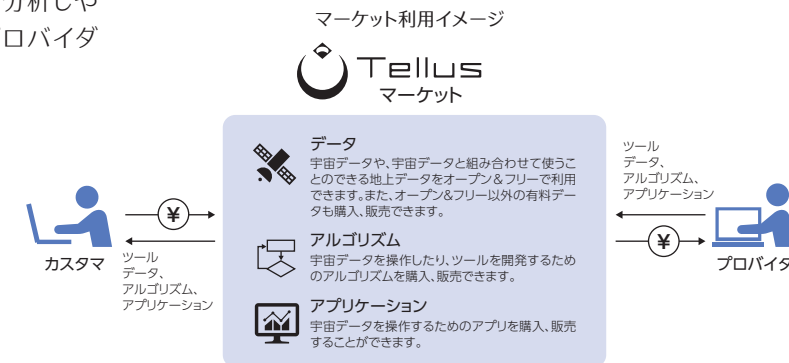 分析しや
ロバイダ
マーケット利用イメージ
Tellus
マーケット
データ
宇宙データや、宇宙データと組み合わせて使うこ
とのできる地上データをオープン&フリーで利用
できます。また、オープン&フリー以外の有料デー
タも購入、販売できます。
アルゴリズム
宇宙データを操作したり、ツールを開発するため
のアルゴリズムを購入、販売できます。
アプリケーション
宇宙データを操作するためのアプリを購入、販売
することができます。
¥
カスタマ
ツール
データ、
アルゴリズム、
アプリケーション
ツール
データ、
アルゴリズム、
アプリケーション
¥
プロバイダ